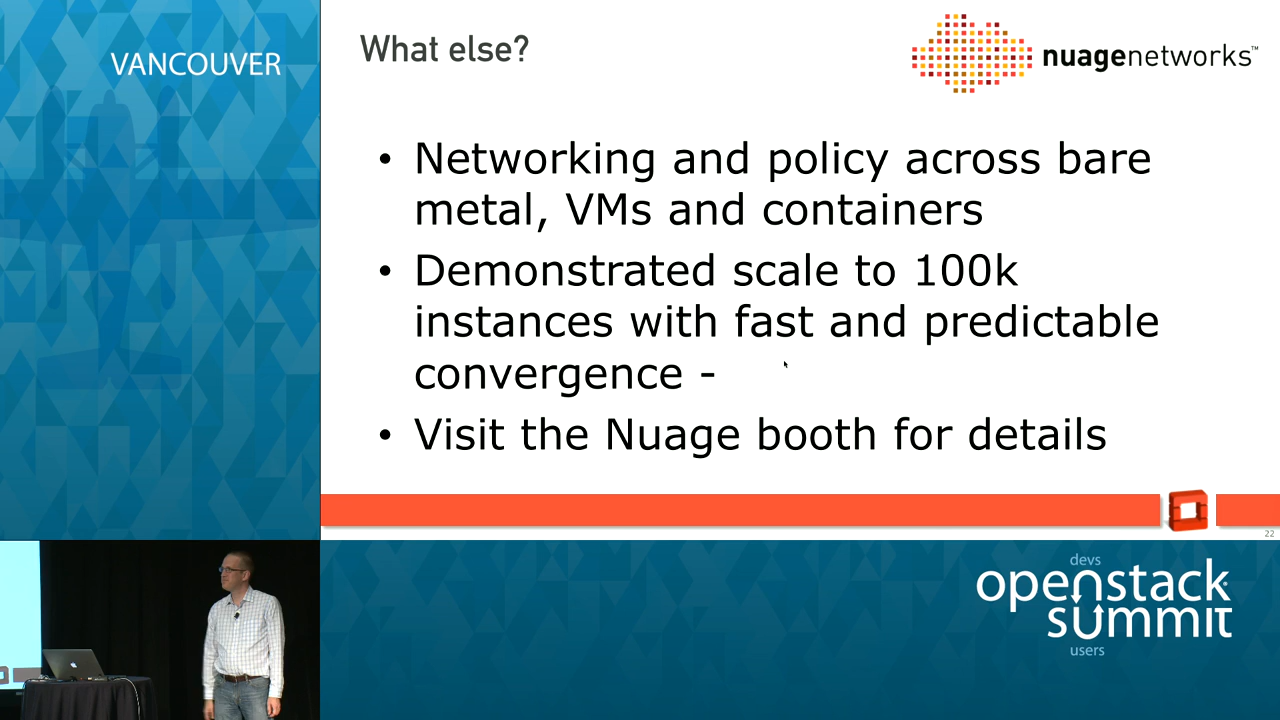 VANCOUVER
What else?
nuagenetworks™
• Networking and policy across bare
metal, VMs and containers
• Demonstrated scale to 100k
instances with fast and predictable
convergence -
• Visit the Nuage booth for details
22
devs
openstack
summit
users